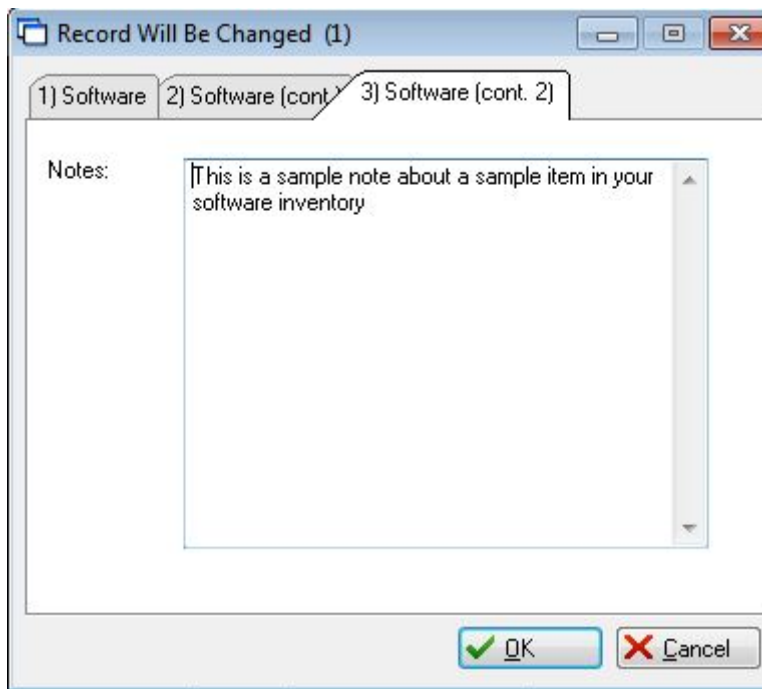 Record Will Be Changed (1)
1) Software 2) Software (cont.) 3) Software (cont. 2)
Notes:
This is a sample note about a sample item in your
software inventory
OK Cancel